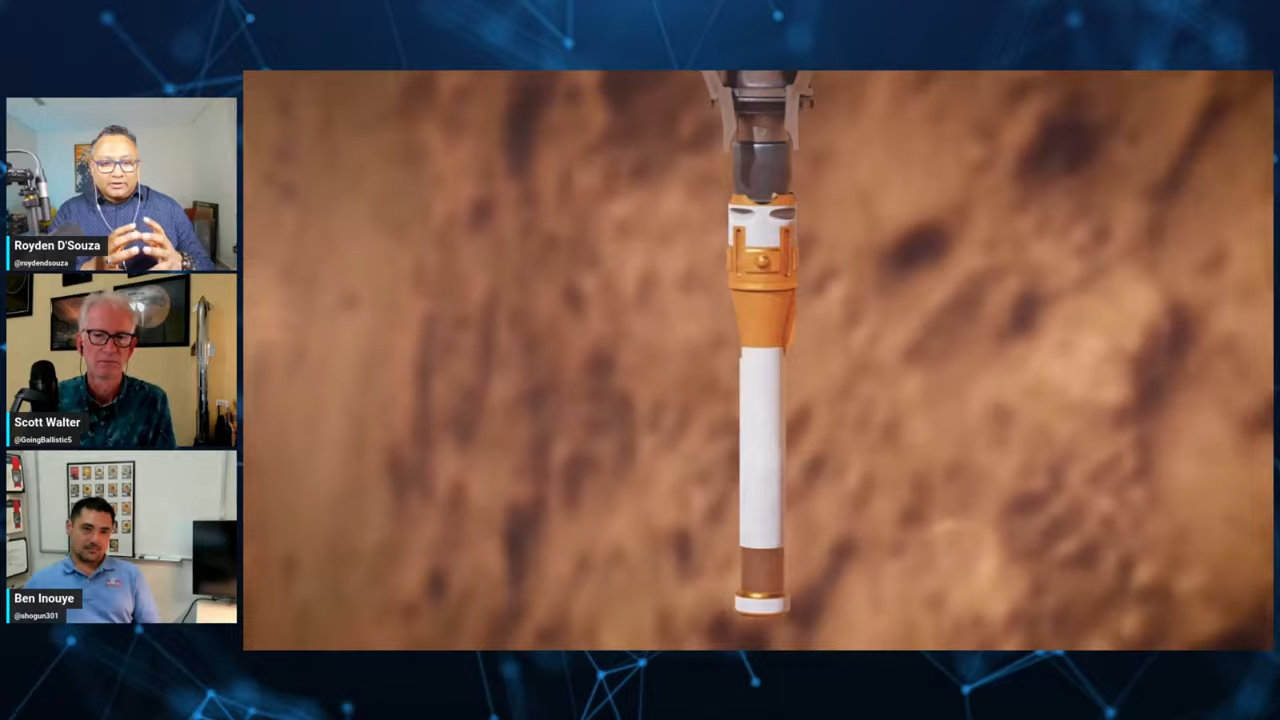 Royden D'Souza
@roydendsouza
Scott Walter
@GoingBallistic5
Ben Inouye
@shogun301